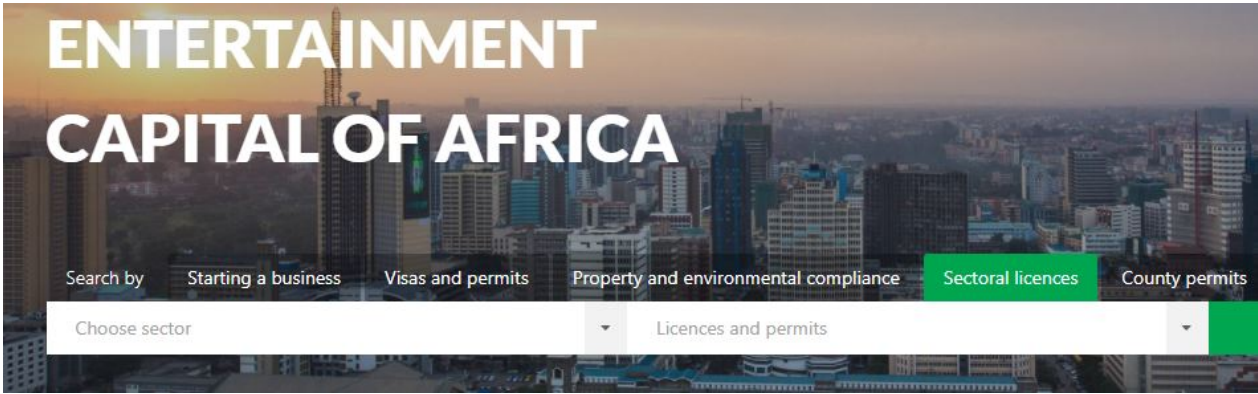 ENTERTAINMENT
CAPITAL OF AFRICA
Search by Starting a business Visas and permits Property and environmental compliance Sectoral licences County permits
Choose sector Licences and permits